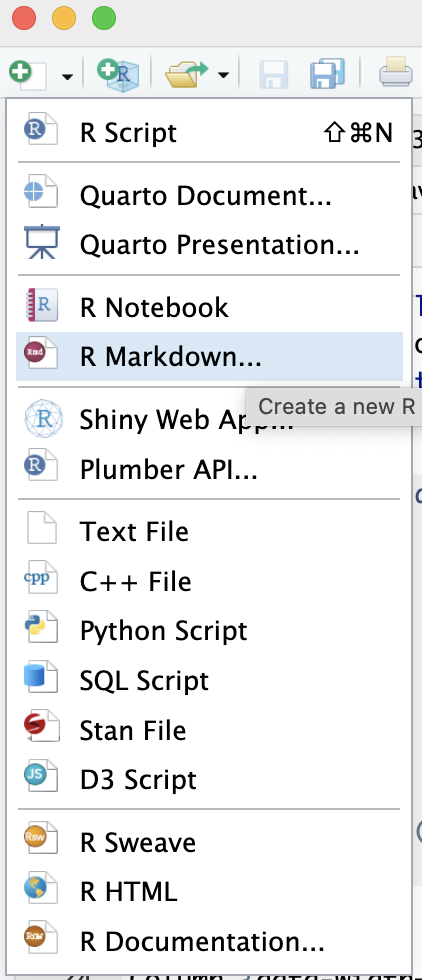 R Script ⇧⌘N
Quarto Document...
Quarto Presentation...
R Notebook
R Markdown...
Create a new R
Shiny Web App...
Plumber API...
Text File
C++ File
Python Script
SQL Script
Stan File
D3 Script
R Sweave
R HTML
R Documentation...